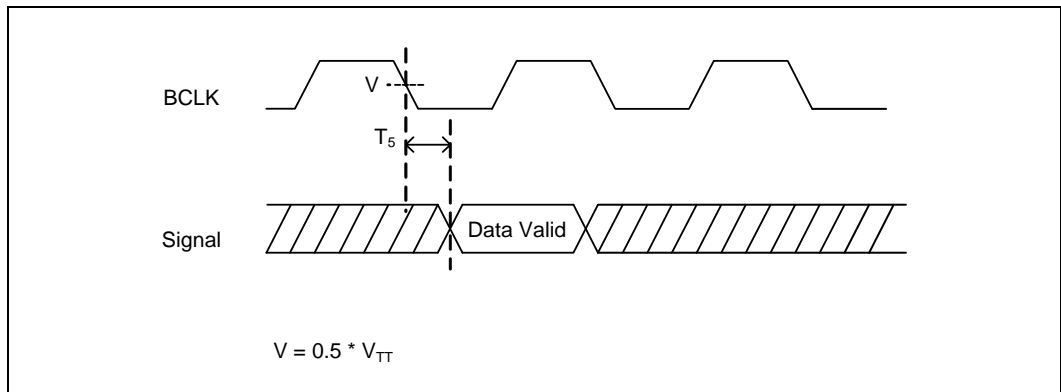 V
BCLK
T5
Signal
Data Valid
V = 0.5 * VTT